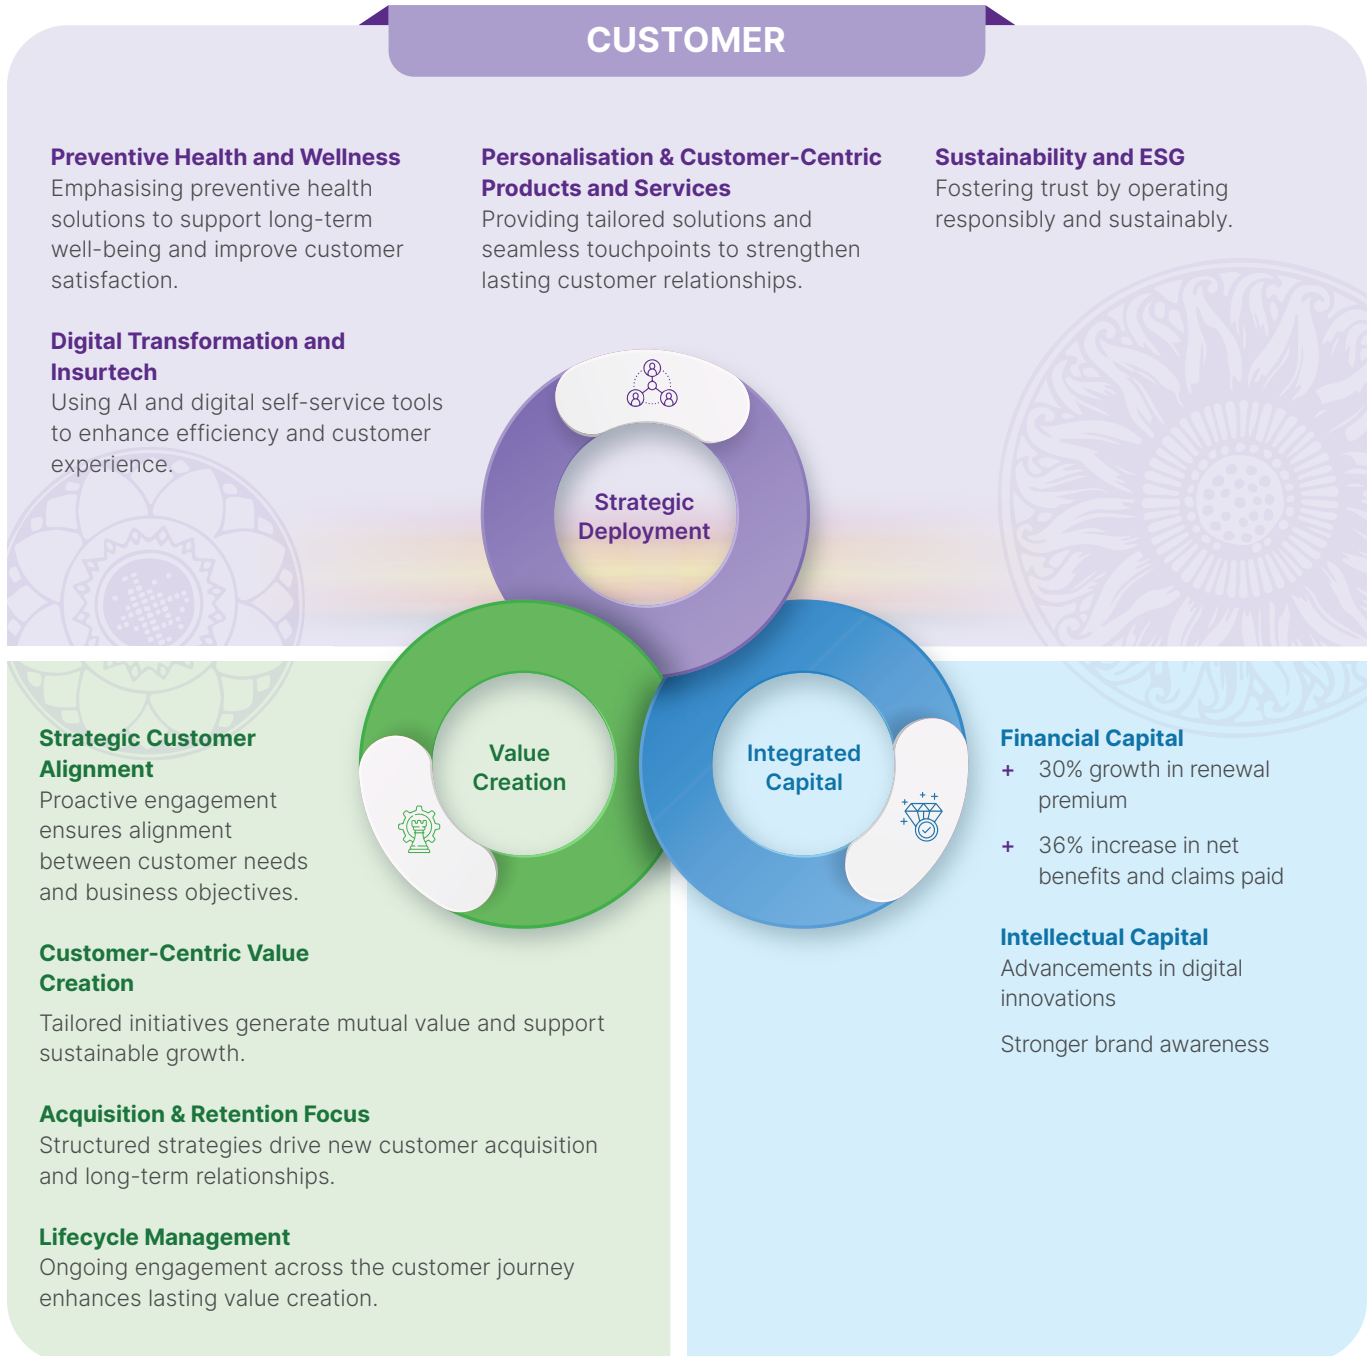 CUSTOMER
Preventive Health and Wellness
Emphasising preventive health
solutions to support long-term
well-being and improve customer
satisfaction.
Digital Transformation and
Insurtech
Using AI and digital self-service tools
to enhance efficiency and customer
experience.
Personalisation & Customer-Centric
Products and Services
Providing tailored solutions and
seamless touchpoints to strengthen
lasting customer relationships.
Sustainability and ESG
Fostering trust by operating
responsibly and sustainably.
Strategic
Deployment
Value
Creation
Integrated
Capital
Strategic Customer
Alignment
Proactive engagement
ensures alignment
between customer needs
and business objectives.
Customer-Centric Value
Creation
Tailored initiatives generate mutual value and support
sustainable growth.
Acquisition & Retention Focus
Structured strategies drive new customer acquisition
and long-term relationships.
Lifecycle Management
Ongoing engagement across the customer journey
enhances lasting value creation.
Financial Capital
+ 30% growth in renewal
premium
+ 36% increase in net
benefits and claims paid
Intellectual Capital
Advancements in digital
innovations
Stronger brand awareness